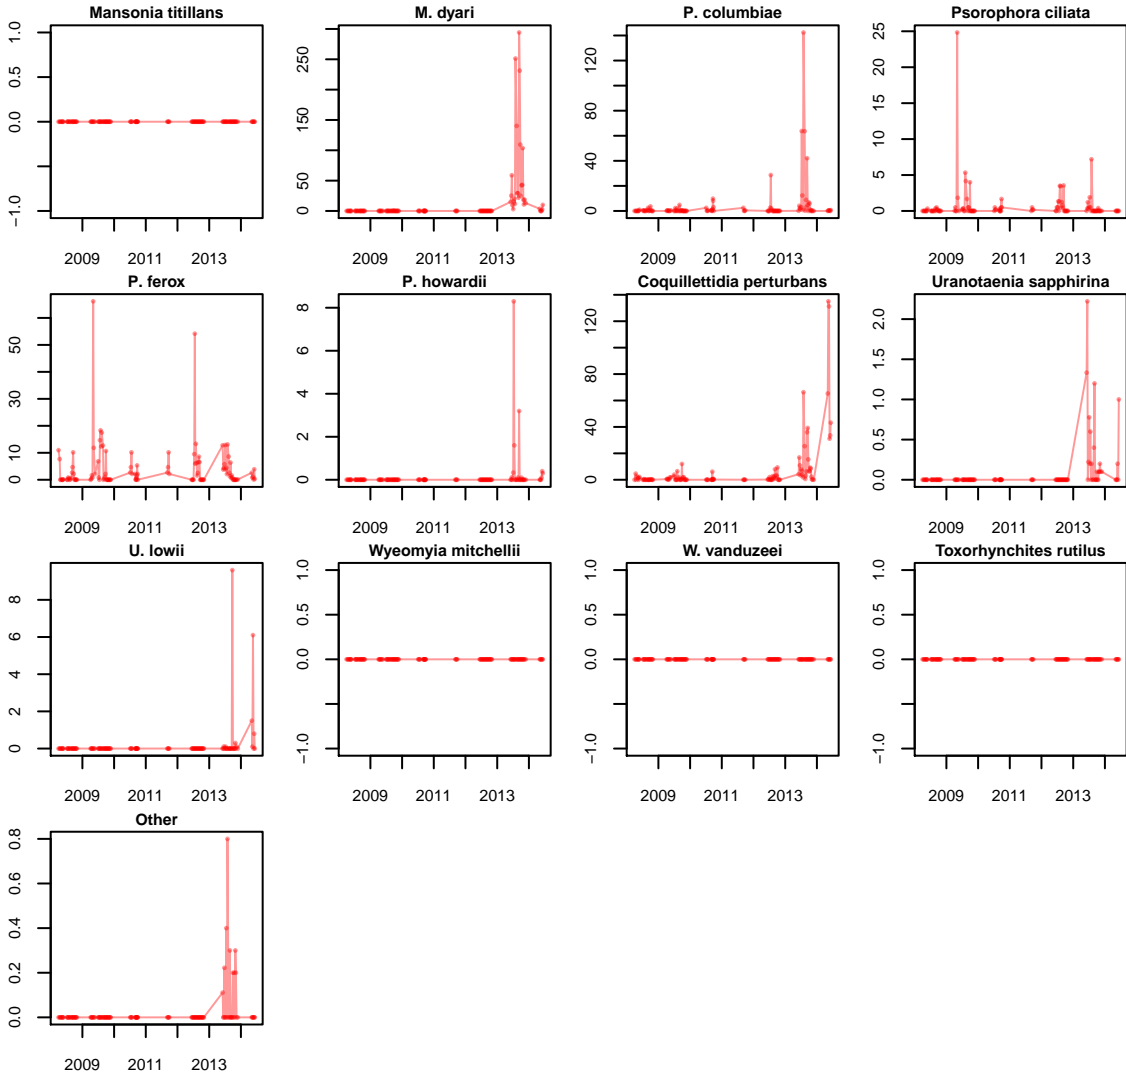 Mansonia titillans
M. dyari
P. columbiae
Psorophora ciliata
1.0
0.5
0.0
−1.0
250
150
50
0
120
80
40
0
25
20
15
10
5
0
2009 2011 2013
2009 2011 2013
2009 2011 2013
2009 2011 2013
P. ferox
P. howardii
Coquillettidia perturbans
Uranotaenia sapphirina
50
30
10
0
8
6
4
2
0
120
80
40
0
2.0
1.5
1.0
0.5
0.0
2009 2011 2013
2009 2011 2013
2009 2011 2013
2009 2011 2013
U. lowii
Wyeomyia mitchellii
W. vanduzeei
Toxorhynchites rutilus
8
6
4
2
0
1.0
0.5
0.0
−1.0
1.0
0.5
0.0
−1.0
1.0
0.5
0.0
−1.0
2009 2011 2013
2009 2011 2013
2009 2011 2013
2009 2011 2013
Other
0.8
0.6
0.4
0.2
0.0
2009 2011 2013